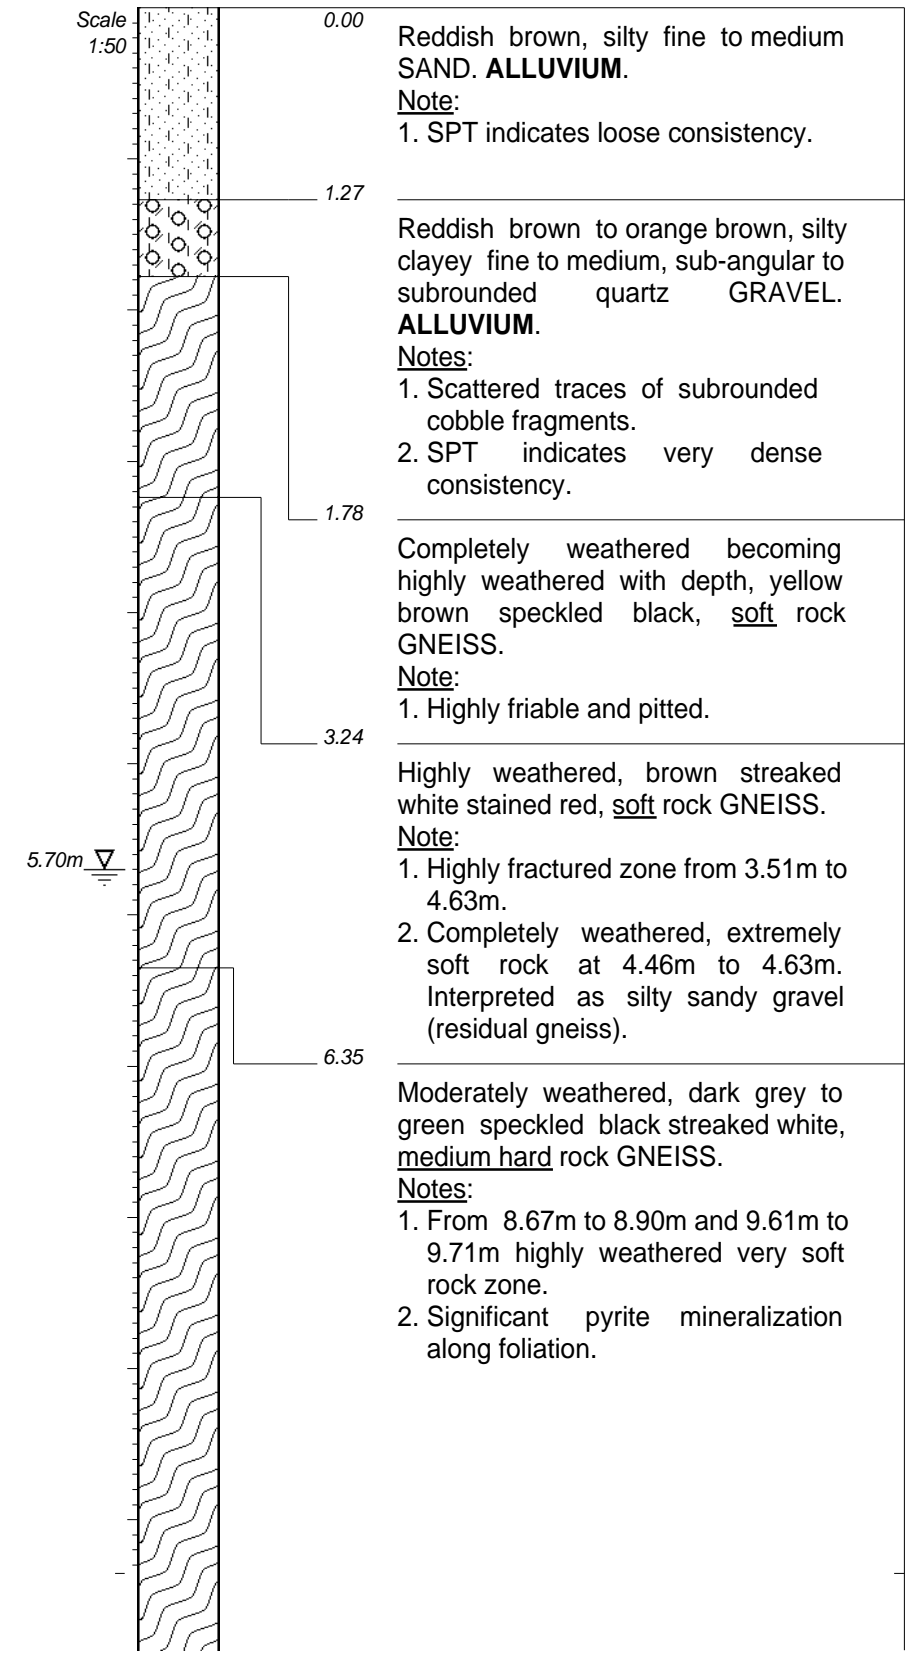 Scale
1:50
0.00
Reddish brown, silty fine to medium
SAND. ALLUVIUM.
Note:
1. SPT indicates loose consistency.
1.27
Reddish brown to orange brown, silty
clayey fine to medium, sub-angular to
subrounded quartz GRAVEL.
ALLUVIUM.
Notes:
1. Scattered traces of subrounded
cobble fragments.
2. SPT indicates very dense
consistency.
1.78
Completely weathered becoming
highly weathered with depth, yellow
brown speckled black, soft rock
GNEISS.
Note:
1. Highly friable and pitted.
3.24
Highly weathered, brown streaked
white stained red, soft rock GNEISS.
Note:
1. Highly fractured zone from 3.51m to
4.63m.
2. Completely weathered, extremely
soft rock at 4.46m to 4.63m.
Interpreted as silty sandy gravel
(residual gneiss).
5.70m
6.35
Moderately weathered, dark grey to
green speckled black streaked white,
medium hard rock GNEISS.
Notes:
1. From 8.67m to 8.90m and 9.61m to
9.71m highly weathered very soft
rock zone.
2. Significant pyrite mineralization
along foliation.